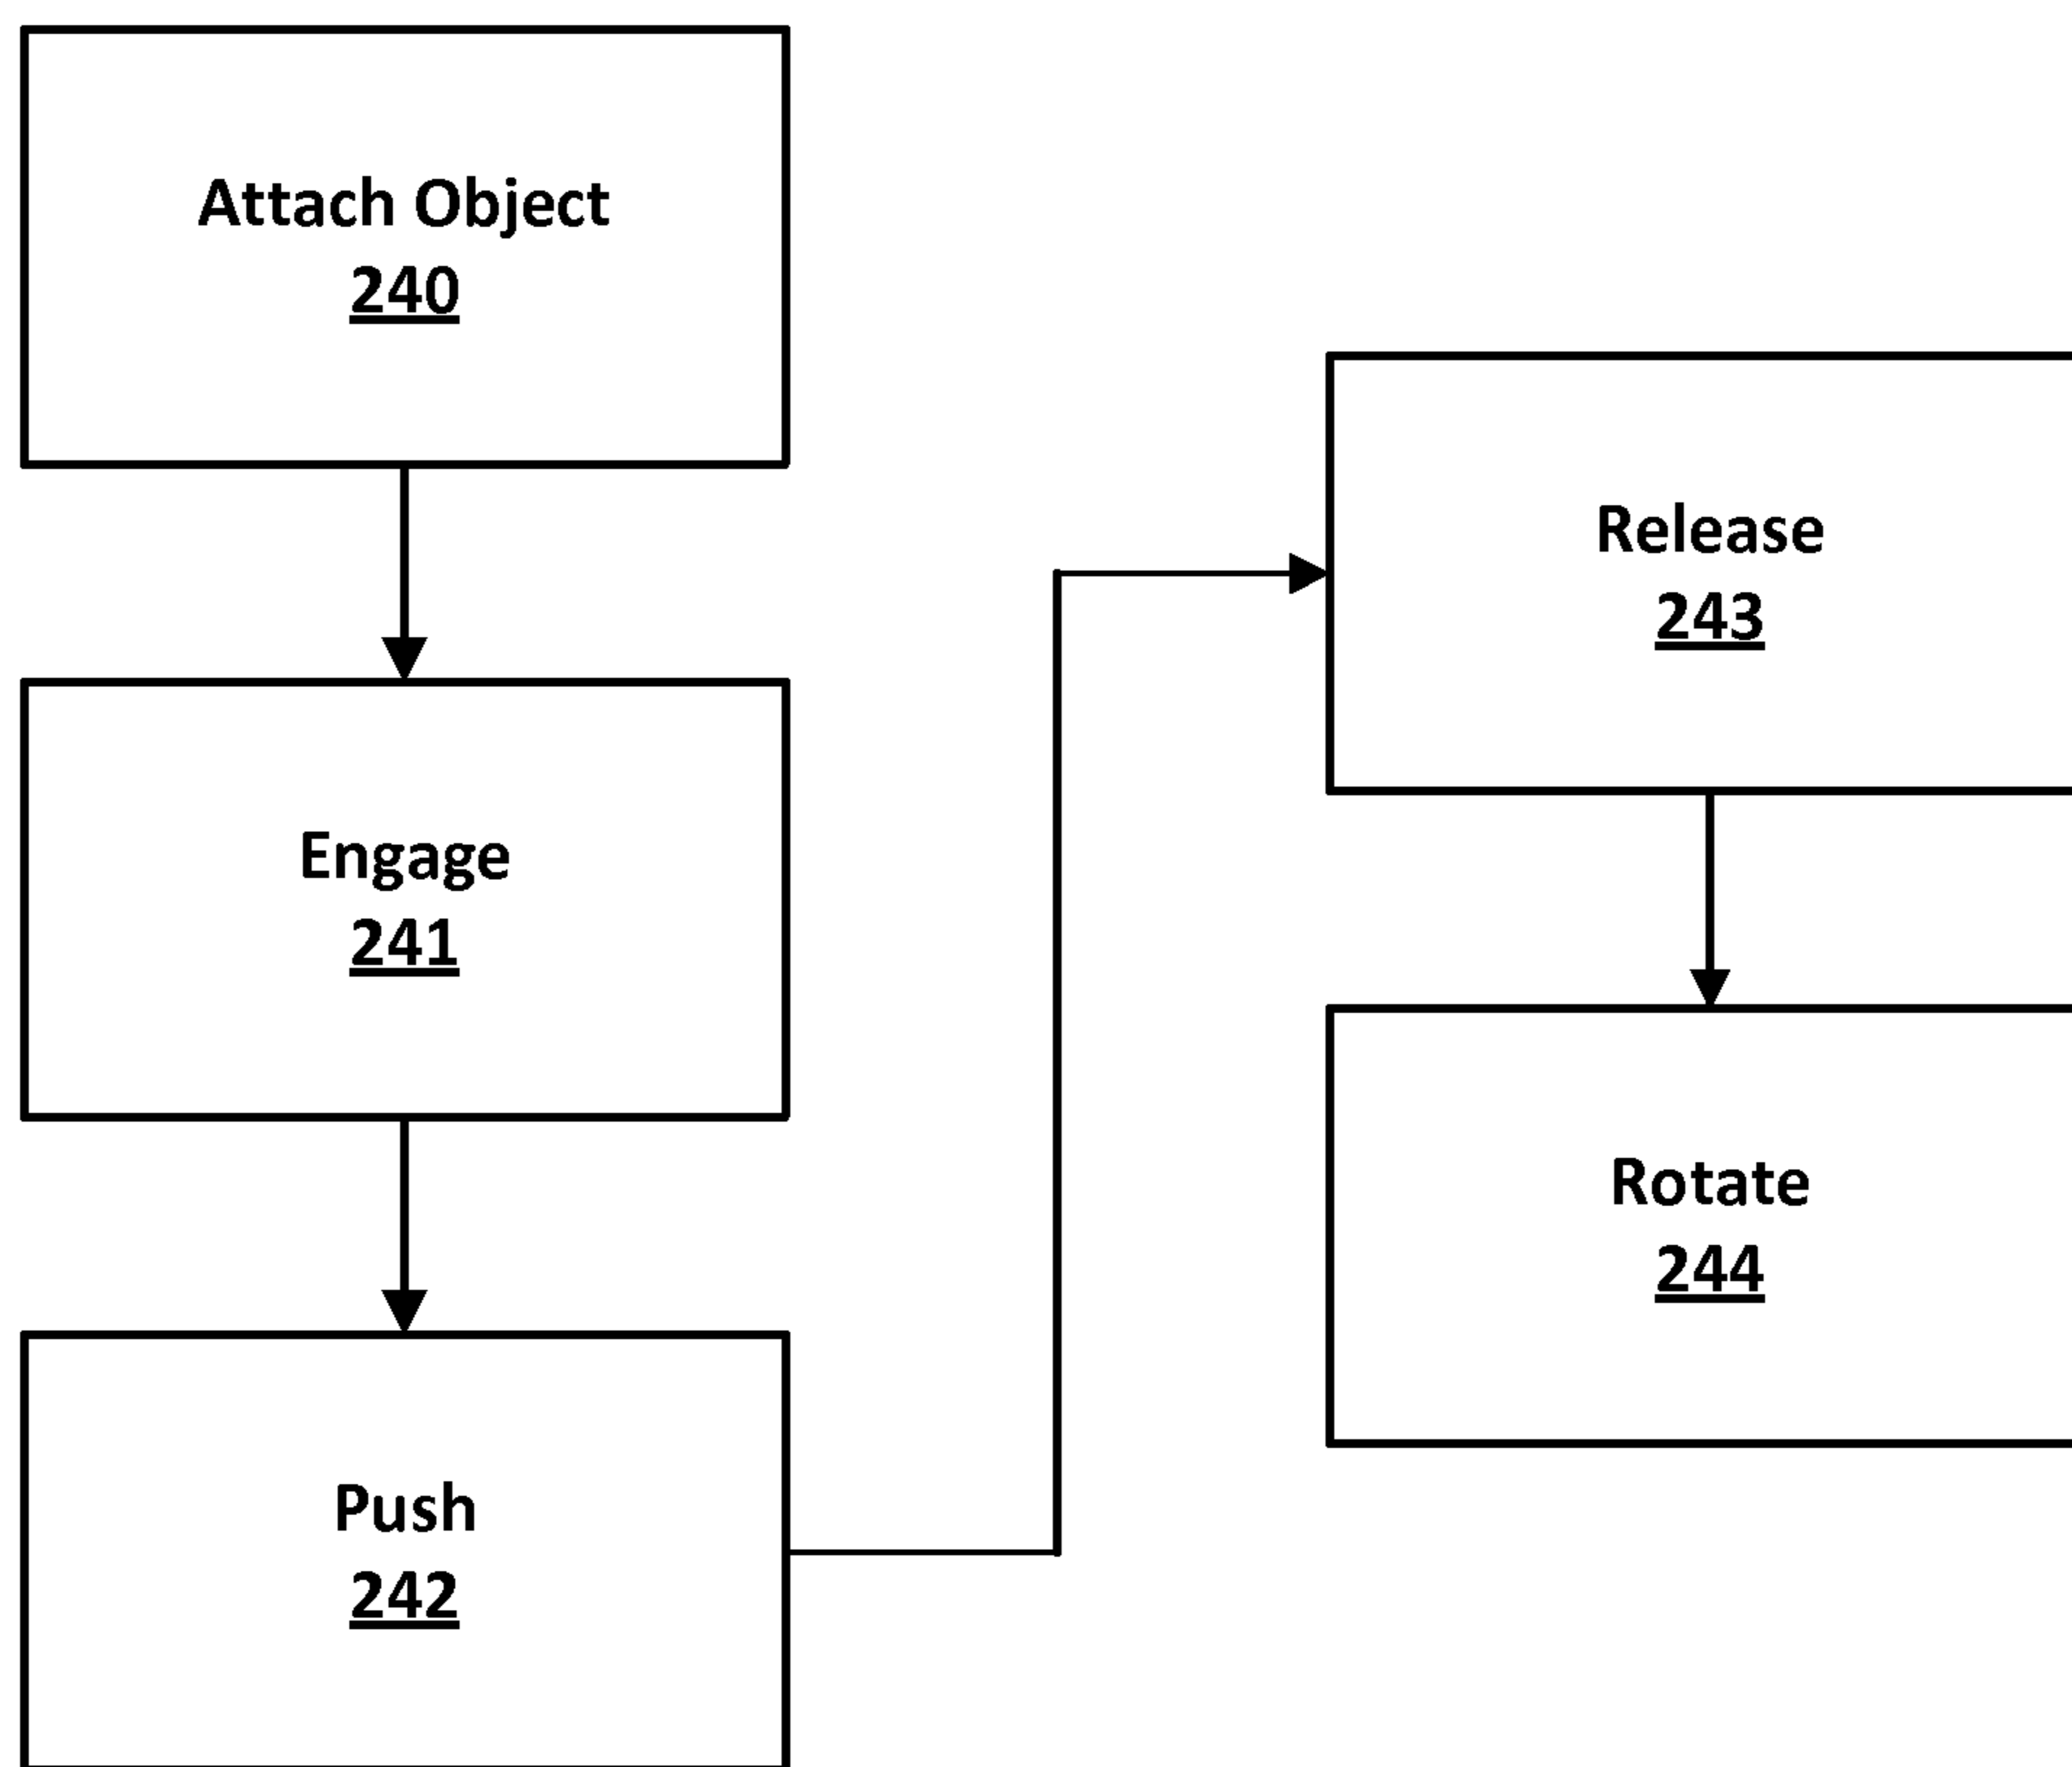 Attach Object
240
Engage
241
Push
242
Release
243
Rotate
244